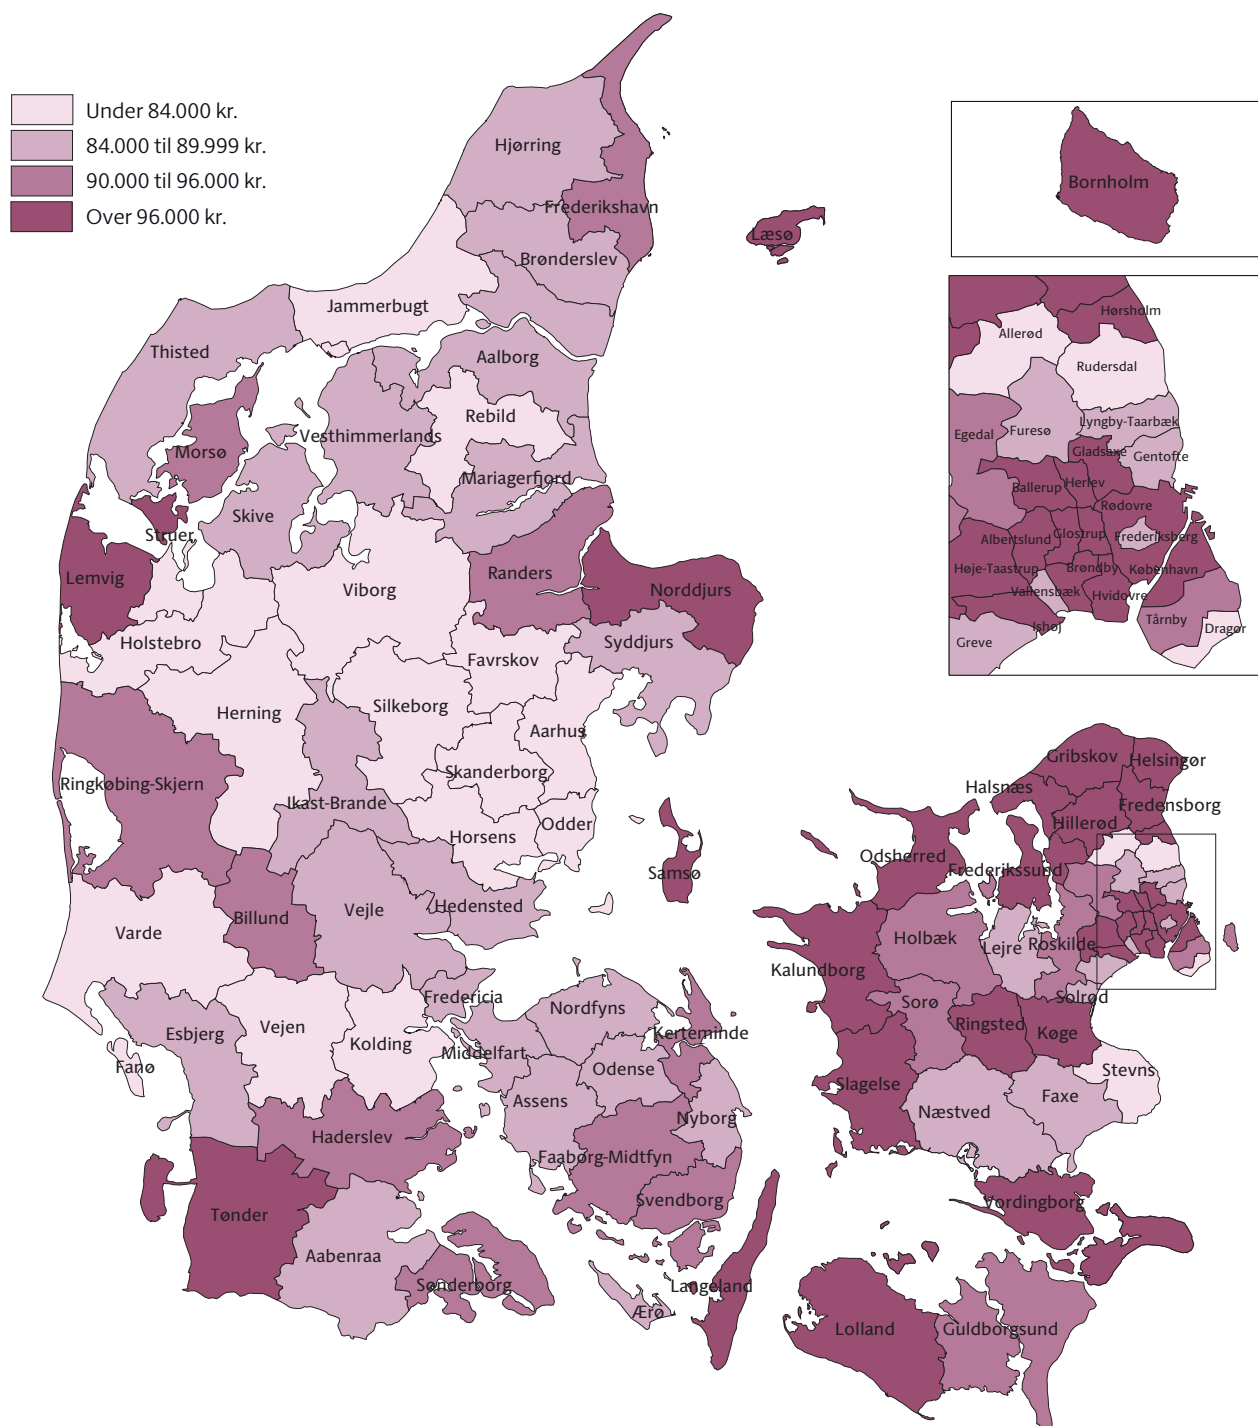 Under 84.000 kr.
84.000 til 89.999 kr.
90.000 til 96.000 kr.
Over 96.000 kr.
Hjørring
Frederikshavn
Brønderslev
Læsø
Bornholm
Jammerbugt
Thisted
Aalborg
Rebild
Vesthimmerlands
Morsø
Mariagerfjord
Skive
Struer
Lemvig
Viborg
Randers
Norddjurs
Holstebro
Syddjurs
Favrskov
Herning
Silkeborg
Aarhus
Skanderborg
Ringkøbing-Skjern
Ikast-Brande
Horsens
Odder
Samsø
Hedensted
Vejle
Billund
Varde
Fredericia
Esbjerg
Vejen
Kolding
Fanø
Nordfyns
Kerteminde
Middelfart
Odense
Assens
Nyborg
Haderslev
Faaborg-Midtfyn
Svendborg
Tønder
Aabenraa
Sønderborg
Langeland
Ærø
Hørsholm
Allerød
Rudersdal
Lyngby-Taarbæk
Egedal
Furesø
Gladsaxe
Gentofte
Ballerup
Herlev
Rødovre
Albertslund
Glostrup
Frederiksberg
Høje-Taastrup
Brøndby
København
Vallensbæk
Hvidovre
Ishøj
Tårnby
Dragør
Greve
Gribskov
Helsingør
Halsnæs
Fredensborg
Hillerød
Odsherred
Frederikssund
Holbæk
Lejre
Roskilde
Kalundborg
Solrød
Sorø
Ringsted
Køge
Stevns
Slagelse
Næstved
Faxe
Vordingborg
Lolland
Guldborgsund